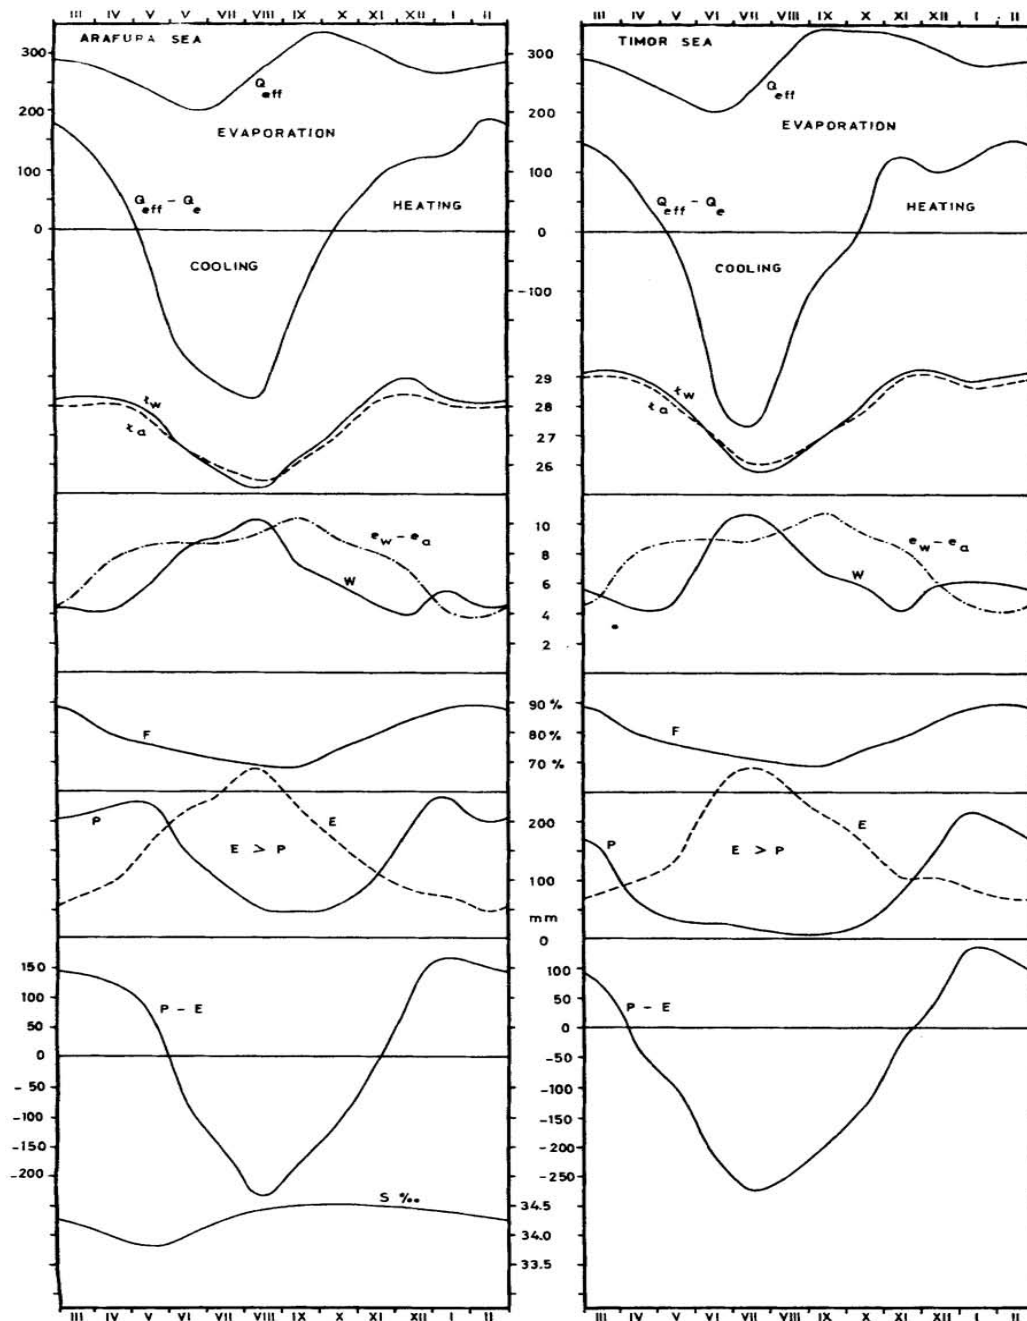 III IV V V VII VIII IX X XI XII I II
III IV V VI VII VIII IX X XI XII I II
ARAFURA SEA
TIMOR SEA
300
200
100
0
300
200
100
0
-100
Q eff
EVAPORATION
Q eff - Q e
HEATING
COOLING
Q eff
EVAPORATION
Q eff - Q e
HEATING
COOLING
t w
t a
29
28
27
26
t w
t a
e w - e a
W
10
8
6
4
2
e w - e a
W
F
90 %
80 %
70 %
F
P
E
E > P
200
100
mm
0
P
E
E > P
150
100
50
0
- 50
-100
-150
-200
P - E
S ‰
34.5
34.0
33.5
100
50
0
-50
-100
-150
-200
-250
P - E
III IV V VI VII VIII IX X XI XII I II
III IV V VI VII VIII IX X XI XII I II